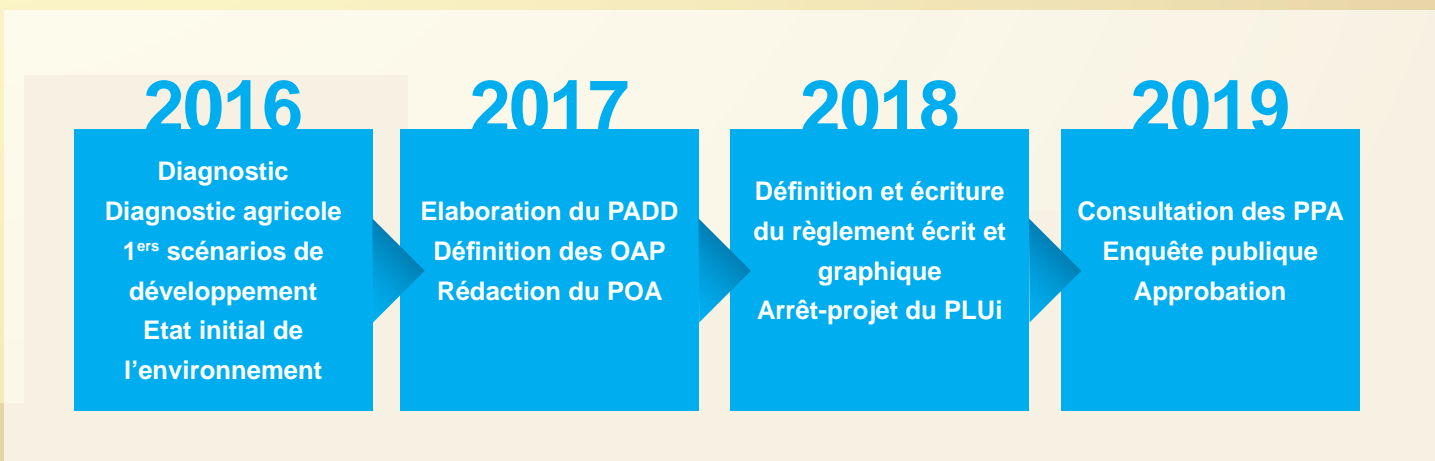 2016
Diagnostic
Diagnostic agricole
1ers scénarios de
développement
Etat initial de
l’environnement
2017
Elaboration du PADD
Définition des OAP
Rédaction du POA
2018
Définition et écriture
du règlement écrit et
graphique
Arrêt-projet du PLUi
2019
Consultation des PPA
Enquête publique
Approbation